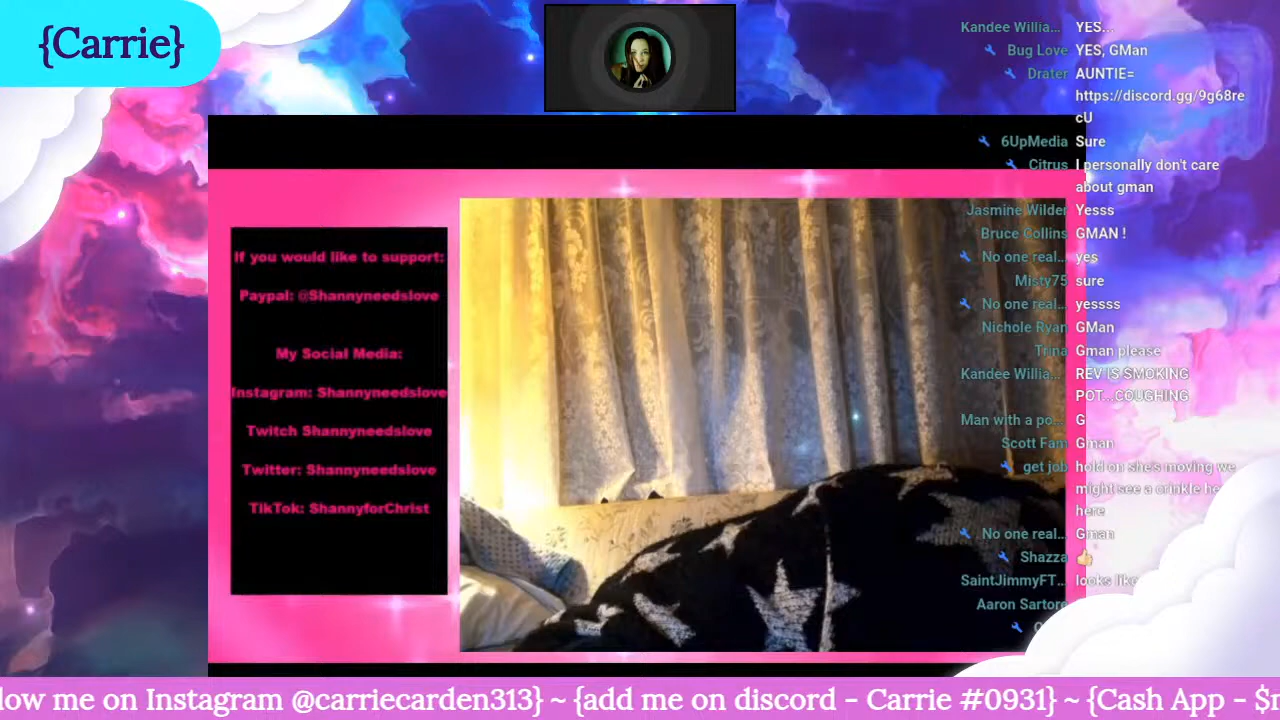 {Carrie}
If you would like to support:
Paypal: @Shannyneedslove
My Social Media:
Instagram: Shannyneedslove
Twitch Shannyneedslove
Twitter: Shannyneedslove
TikTok: ShannyforChrist
Kandee Willia... YES...
Bug Love YES, GMan
Drater AUNTIE=
https://discord.gg/9g68re
cU
6UpMedia Sure
Citrus I personally don't care
about gman
Jasmine Wilder Yesss
Bruce Collins GMAN !
No one real... yes
Misty75 sure
No one real... yessss
Nichole Ryan GMan
Trina Gman please
Kandee Willia... REV IS SMOKING
POT...COUGHING
Man with a po... G
Scott Fam Gman
get job hold on she's moving we
might see a crinkle he
here
No one real... Gman
Shazza 👍
SaintJimmyFT... looks like
Aaron Sartore
low me on Instagram @carriecarden313} ~ {add me on discord - Carrie #0931} ~ {Cash App - $r